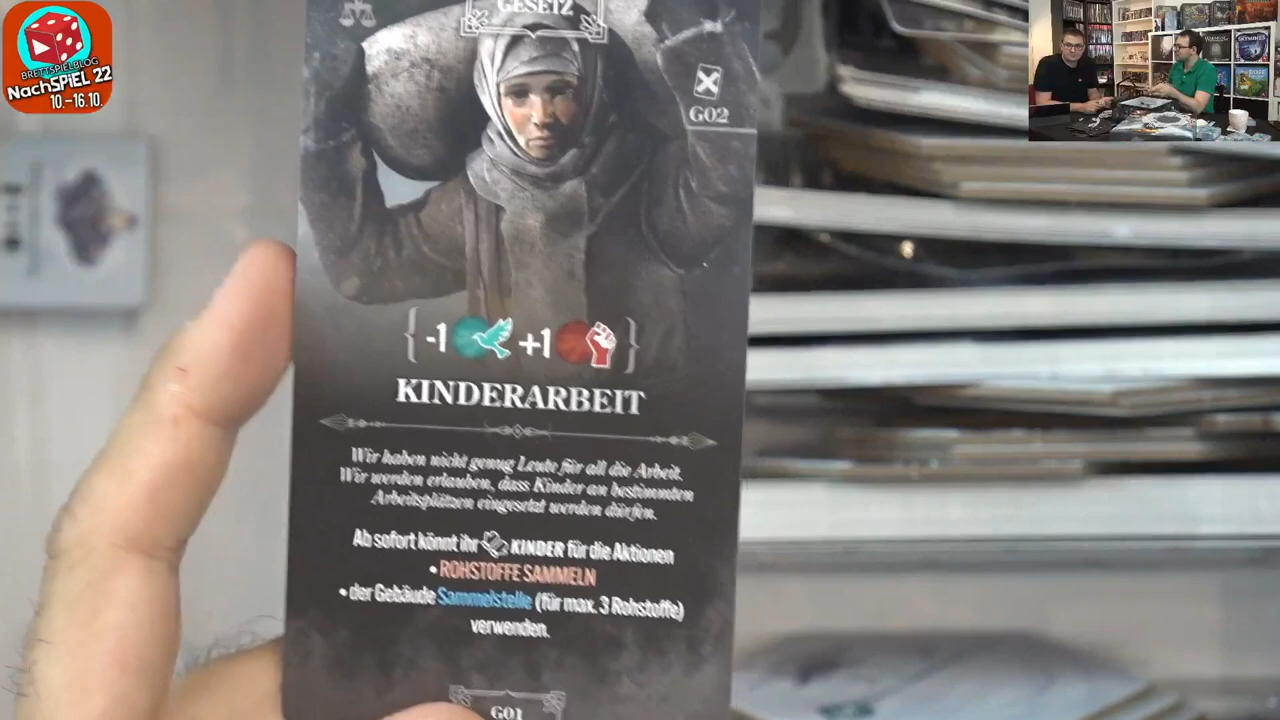 BRETTSPIELBLOG
NachSPiEL 22
10.-16.10.
GESETZ
G02
-1 +1
KINDERARBEIT
Wir haben nicht genug Leute für all die Arbeit.
Wir werden erlauben, dass Kinder an bestimmten
Arbeitsplätzen eingesetzt werden dürfen.
Ab sofort könnt ihr KINDER für die Aktionen
• ROHSTOFFE SAMMELN
• der Gebäude Sammelstelle (für max. 3 Rohstoffe)
verwenden.
G01